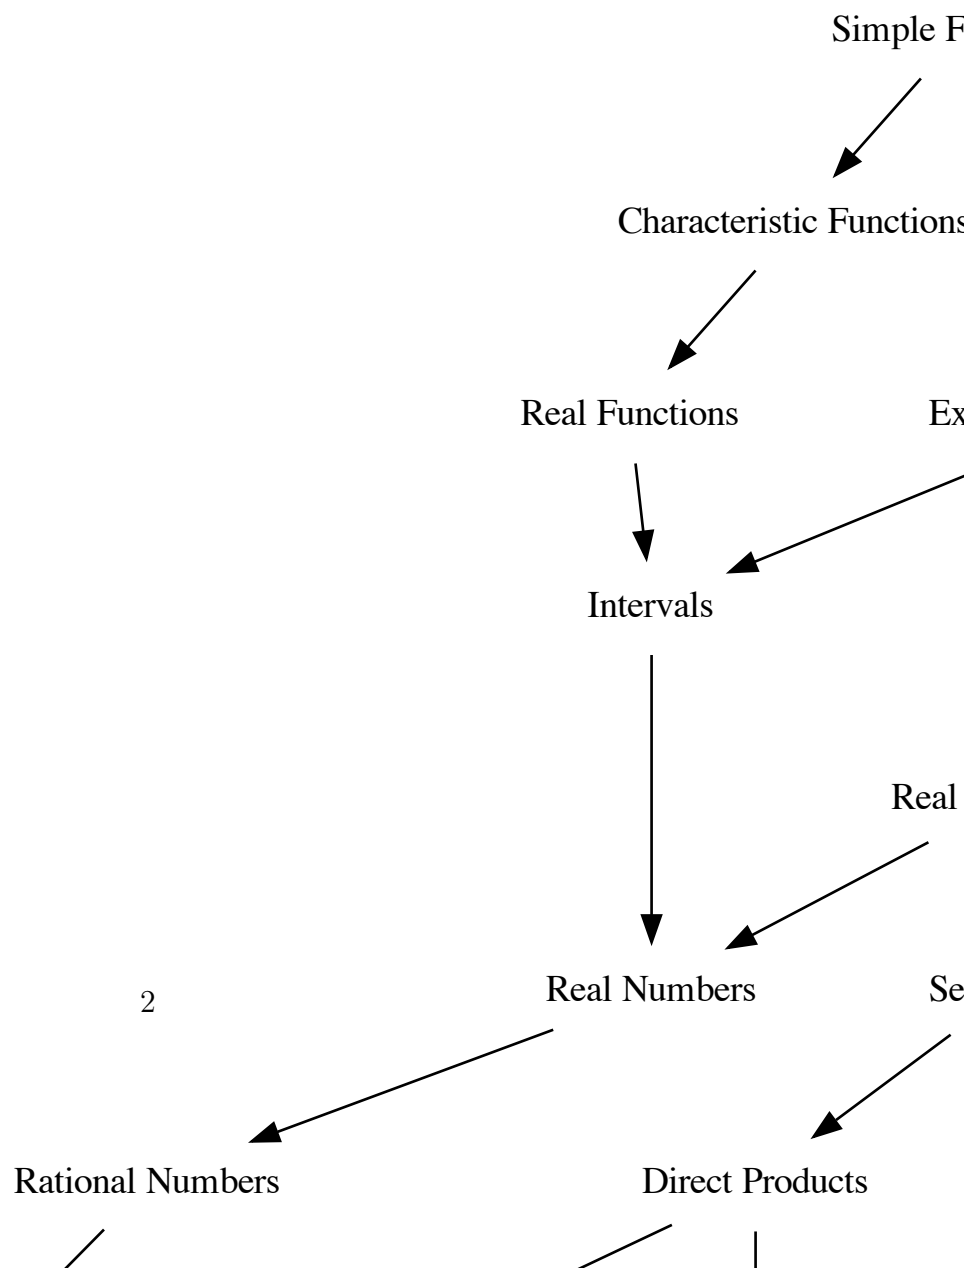 Simple F
Characteristic Functions
Real Functions
Ex
Intervals
Real
Real Numbers
Se
2
Rational Numbers
Direct Products